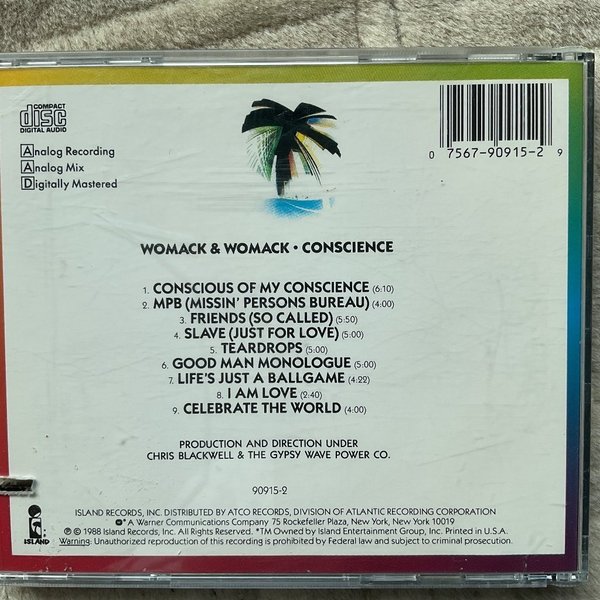 COMPACT
disc
DIGITAL AUDIO
Analog Recording
Analog Mix
Digitally Mastered
0 7567-90915-2 9
WOMACK & WOMACK • CONSCIENCE
1. CONSCIOUS OF MY CONSCIENCE (6:10)
2. MPB (MISSIN' PERSONS BUREAU) (4:00)
3. FRIENDS (SO CALLED) (5:50)
4. SLAVE (JUST FOR LOVE) (5:00)
5. TEARDROPS (5:00)
6. GOOD MAN MONOLOGUE (5:00)
7. LIFE'S JUST A BALLGAME (4:22)
8. I AM LOVE (2:40)
9. CELEBRATE THE WORLD (4:00)
PRODUCTION AND DIRECTION UNDER
CHRIS BLACKWELL & THE GYPSY WAVE POWER CO.
90915-2
ISLAND RECORDS, INC. DISTRIBUTED BY ATCO RECORDS, DIVISION OF ATLANTIC RECORDING CORPORATION
* A Warner Communications Company 75 Rockefeller Plaza, New York, New York 10019
℗ © 1988 Island Records, Inc. All Rights Reserved. *TM Owned by Island Entertainment Group, Inc. Printed in U.S.A.
Warning: Unauthorized reproduction of this recording is prohibited by Federal law and subject to criminal prosecution.
ISLAND